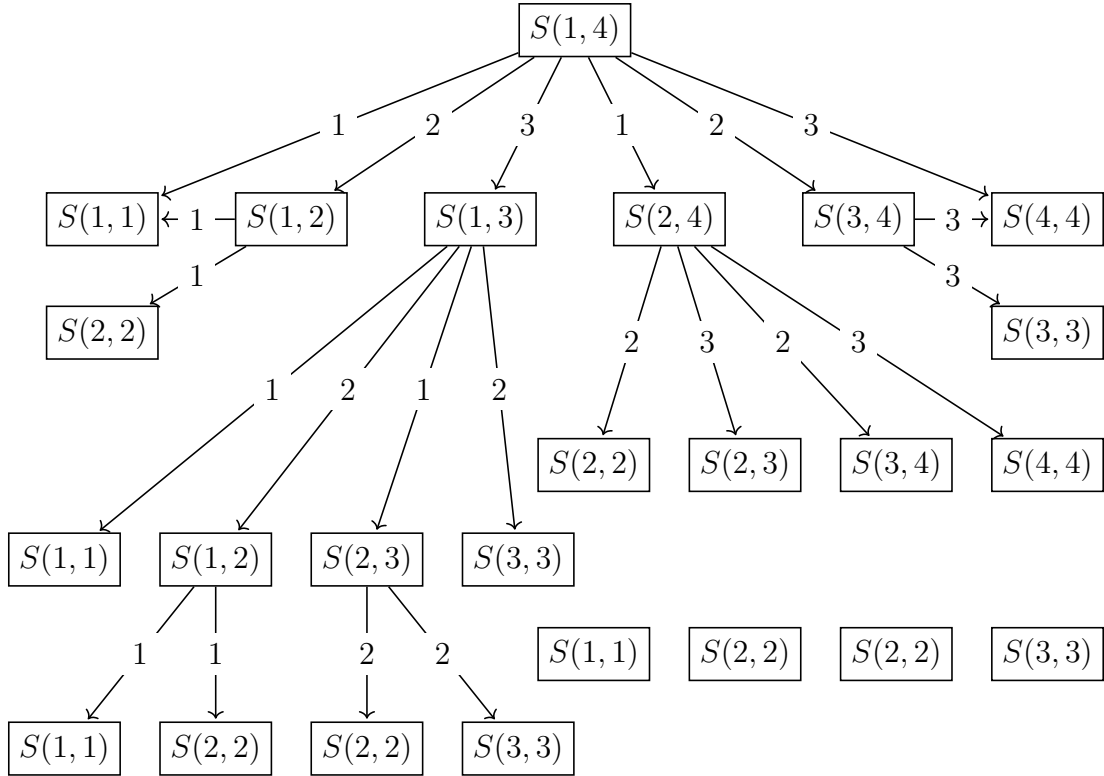 S(1, 4)
1 2 3 1 2 3
S(1, 1) 1 S(1, 2) S(1, 3) S(2, 4) S(3, 4) 3 S(4, 4)
1 3
S(2, 2) S(3, 3)
2 3 2 3
1 2 1 2
S(2, 2) S(2, 3) S(3, 4) S(4, 4)
S(1, 1) S(1, 2) S(2, 3) S(3, 3)
1 1 2 2 S(1, 1) S(2, 2) S(2, 2) S(3, 3)
S(1, 1) S(2, 2) S(2, 2) S(3, 3)